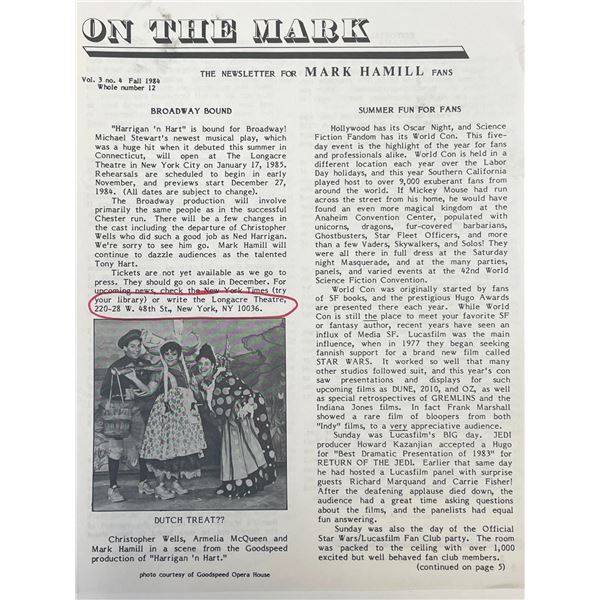 ON THE MARK
Vol. 3 no. 4 Fall 1984
Whole number 12
THE NEWSLETTER FOR MARK HAMILL FANS
BROADWAY BOUND
"Harrigan 'n Hart" is bound for Broadway!
Michael Stewart's newest musical play, which
was a huge hit when it debuted this summer in
Connecticut, will open at The Longacre
Theatre in New York City on January 17, 1985.
Rehearsals are scheduled to begin in early
November, and previews start December 27,
1984. (All dates are subject to change).
The Broadway production will involve
primarily the same people as in the successful
Chester run. There will be a few changes in
the cast including the departure of Christopher
Wells who did such a good job as Ned Harrigan.
We're sorry to see him go. Mark Hamill will
continue to dazzle audiences as the talented
Tony Hart.
Tickets are not yet available as we go to
press. They should go on sale in December. For
upcoming news, check the New York Times (try
your library) or write the Longacre Theatre,
220-28 W. 48th St, New York, NY 10036.
DUTCH TREAT??
Christopher Wells, Armelia McQueen and
Mark Hamill in a scene from the Goodspeed
production of "Harrigan 'n Hart."
photo courtesy of Goodspeed Opera House
SUMMER FUN FOR FANS
Hollywood has its Oscar Night, and Science
Fiction Fandom has its World Con. This five-
day event is the highlight of the year for fans
and professionals alike. World Con is held in a
different location each year over the Labor
Day holidays, and this year Southern California
played host to over 9,000 exuberant fans from
around the world. If Mickey Mouse had run
across the street from his home, he would have
found an even more magical kingdom at the
Anaheim Convention Center, populated with
unicorns, dragons, fur-covered barbarians,
Ghostbusters, Star Fleet Officers, and more
than a few Vaders, Skywalkers, and Solos! They
were all there in full dress at the Saturday
night Masquerade, and at the many parties,
panels, and varied events at the 42nd World
Science Fiction Convention.
World Con was originally started by fans
of SF books, and the prestigious Hugo Awards
are presented there each year. While World
Con is still the place to meet your favorite SF
or fantasy author, recent years have seen an
influx of Media SF. Lucasfilm was the main
influence, when in 1977 they began seeking
fannish support for a brand new film called
STAR WARS. It worked so well that many
other studios followed suit, and this year's con
saw presentations and displays for such
upcoming films as DUNE, 2010, and OZ, as well
as special retrospectives of GREMLINS and the
Indiana Jones films. In fact Frank Marshall
showed a rare film of bloopers from both
"Indy" films, to a very appreciative audience.
Sunday was Lucasfilm's BIG day. JEDI
producer Howard Kazanjian accepted a Hugo
for "Best Dramatic Presentation of 1983" for
RETURN OF THE JEDI. Earlier that same day
he had hosted a Lucasfilm panel with surprise
guests Richard Marquand and Carrie Fisher!
After the deafening applause died down, the
audience had a great time asking questions
about the films, and the panelists had equal
fun answering.
Sunday was also the day of the Official
Star Wars/Lucasfilm Fan Club party. The room
was packed to the ceiling with over 1,000
excited but well behaved fan club members.
(continued on page 5)